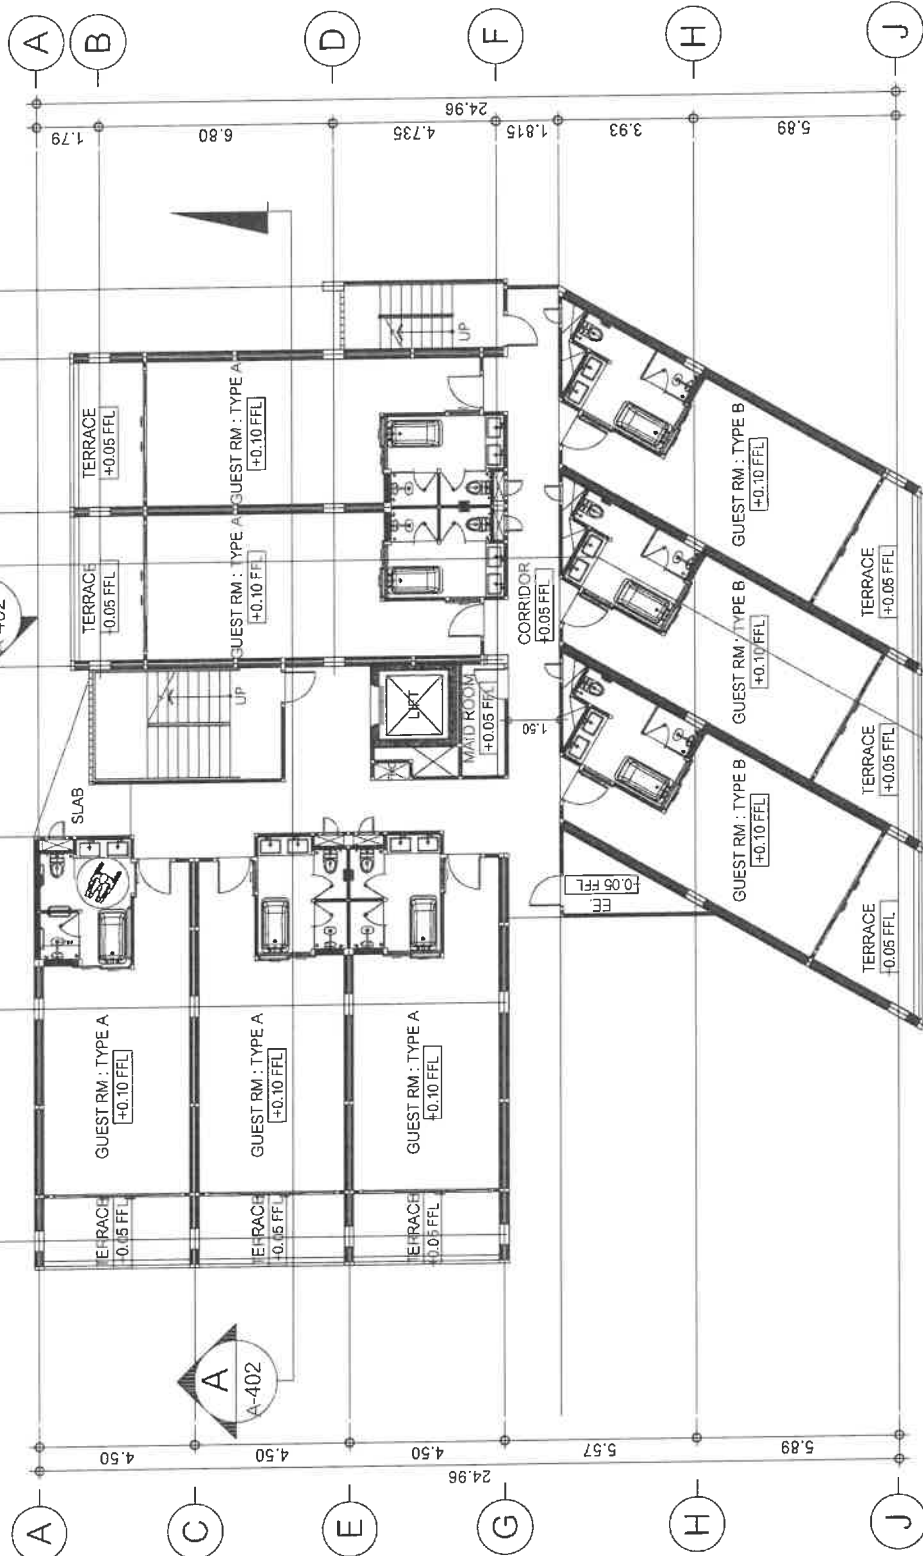 A
B
D
F
H
J
24.96
1.79
6.80
4.735
1.815
3.93
5.89
TERRACE
+0.05 FFL
GUEST RM : TYPE A
+0.10 FFL
UP
TERRACE
+0.05 FFL
GUEST RM : TYPE A
+0.10 FFL
CORRIDOR
+0.05 FFL
GUEST RM : TYPE B
+0.10 FFL
TERRACE
+0.05 FFL
GUEST RM : TYPE B
+0.10 FFL
TERRACE
+0.05 FFL
UP
LIFT
MAID ROOM
+0.05 FFL
1.50
SLAB
GUEST RM : TYPE B
+0.10 FFL
TERRACE
+0.05 FFL
EE.
+0.05 FFL
GUEST RM : TYPE A
+0.10 FFL
GUEST RM : TYPE A
+0.10 FFL
GUEST RM : TYPE A
+0.10 FFL
TERRACE
+0.05 FFL
TERRACE
+0.05 FFL
TERRACE
+0.05 FFL
A
A-402
4.50
4.50
4.50
5.57
5.89
24.96
A
C
E
G
H
J